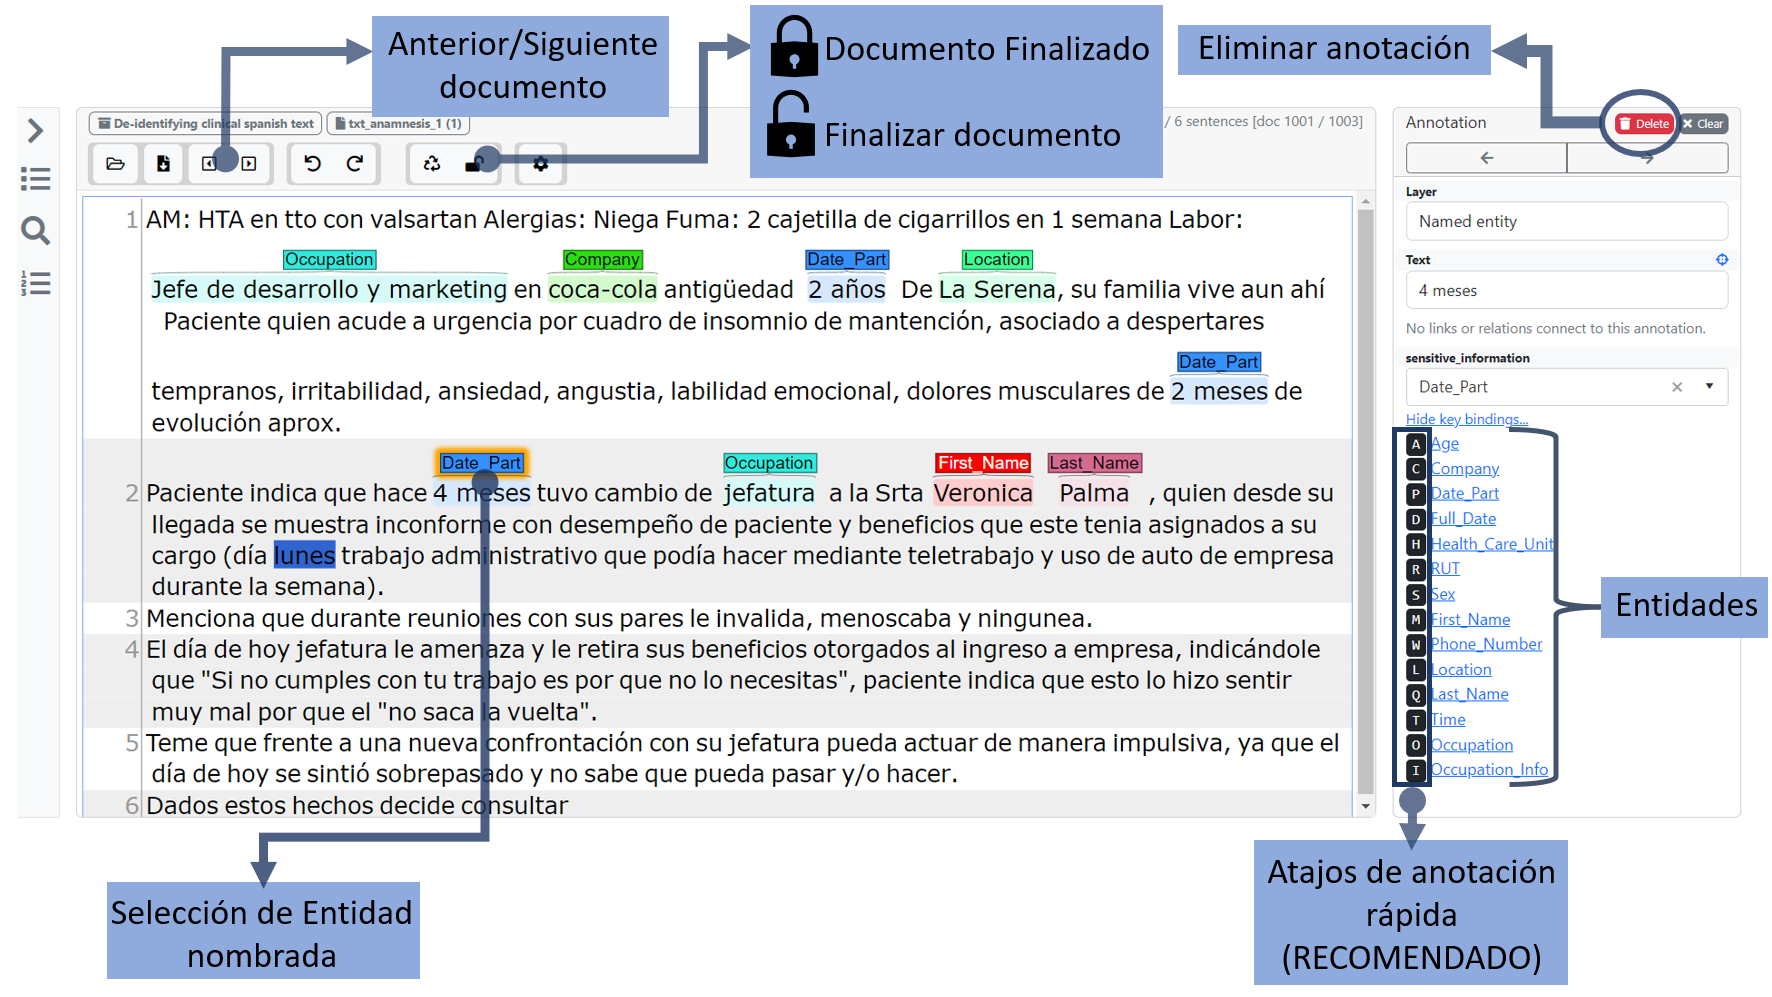 Anterior/Siguiente
documento
Documento Finalizado
Finalizar documento
Eliminar anotación
De-identifying clinical spanish text
txt_anamnesis_1 (1)
/ 6 sentences [doc 1001 / 1003]
1 AM: HTA en tto con valsartan Alergias: Niega Fuma: 2 cajetilla de cigarrillos en 1 semana Labor:
Occupation Company Date_Part Location
Jefe de desarrollo y marketing en coca-cola antigüedad 2 años De La Serena, su familia vive aun ahí
Paciente quien acude a urgencia por cuadro de insomnio de mantención, asociado a despertares
Date_Part
tempranos, irritabilidad, ansiedad, angustia, labilidad emocional, dolores musculares de 2 meses de
evolución aprox.
Date_Part Occupation First_Name Last_Name
2 Paciente indica que hace 4 meses tuvo cambio de jefatura a la Srta Veronica Palma , quien desde su
llegada se muestra inconforme con desempeño de paciente y beneficios que este tenia asignados a su
cargo (día lunes trabajo administrativo que podía hacer mediante teletrabajo y uso de auto de empresa
durante la semana).
3 Menciona que durante reuniones con sus pares le invalida, menoscaba y ningunea.
4 El día de hoy jefatura le amenaza y le retira sus beneficios otorgados al ingreso a empresa, indicándole
que "Si no cumples con tu trabajo es por que no lo necesitas", paciente indica que esto lo hizo sentir
muy mal por que el "no saca la vuelta".
5 Teme que frente a una nueva confrontación con su jefatura pueda actuar de manera impulsiva, ya que el
día de hoy se sintió sobrepasado y no sabe que pueda pasar y/o hacer.
6 Dados estos hechos decide consultar
Annotation
Delete
Clear
Layer
Named entity
Text
4 meses
No links or relations connect to this annotation.
sensitive_information
Date_Part
Hide key bindings...
A Age
C Company
P Date_Part
D Full_Date
H Health_Care_Unit
R RUT
S Sex
M First_Name
W Phone_Number
L Location
Q Last_Name
T Time
O Occupation
I Occupation_Info
Entidades
Selección de Entidad
nombrada
Atajos de anotación
rápida
(RECOMENDADO)